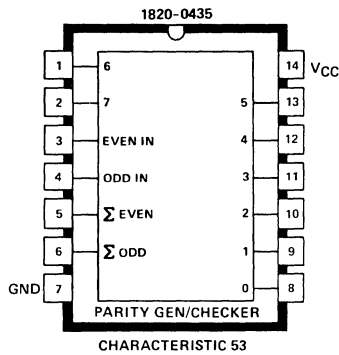 1820-0435
1 6 14 VCC
2 7 5 13
3 EVEN IN 4 12
4 ODD IN 3 11
5 Σ EVEN 2 10
6 Σ ODD 1 9
GND 7 0 8
PARITY GEN/CHECKER
CHARACTERISTIC 53